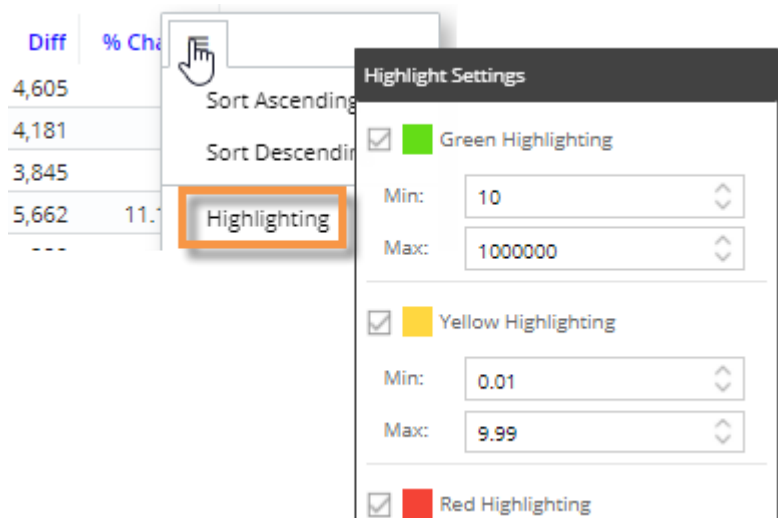 Diff % Cha
4,605
4,181
3,845
5,662 11.
Sort Ascending
Sort Descendin
Highlighting
Highlight Settings
Green Highlighting
Min: 10
Max: 1000000
Yellow Highlighting
Min: 0.01
Max: 9.99
Red Highlighting